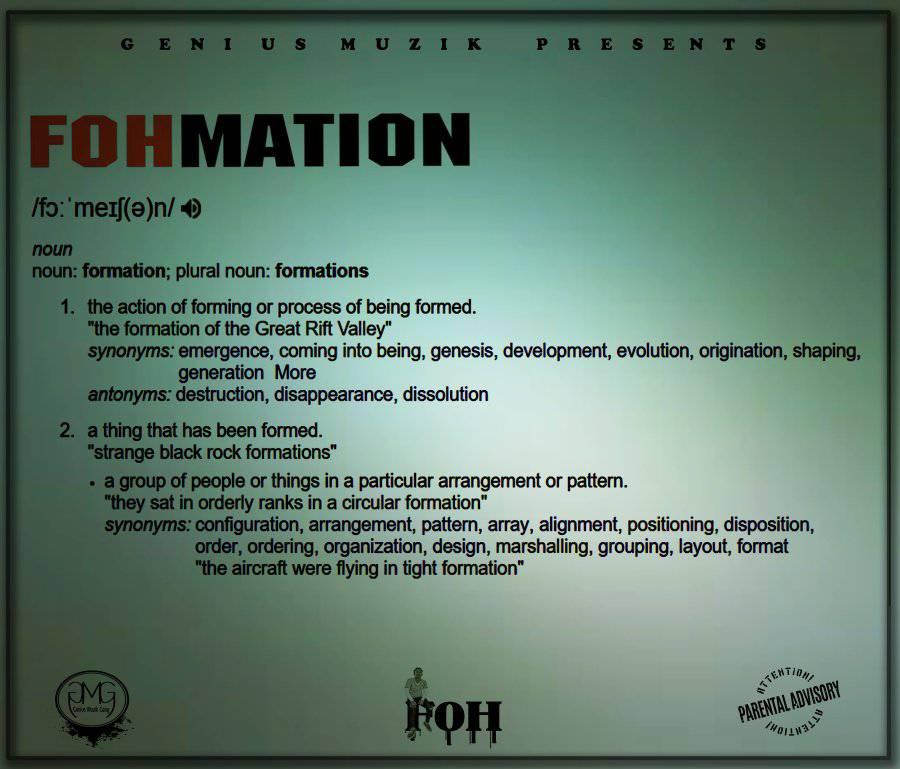 GENIUS MUZIK PRESENTS
FOHMATION
/fɔːˈmeɪʃ(ə)n/
noun
noun: formation; plural noun: formations
1. the action of forming or process of being formed.
"the formation of the Great Rift Valley"
synonyms: emergence, coming into being, genesis, development, evolution, origination, shaping,
generation More
antonyms: destruction, disappearance, dissolution
2. a thing that has been formed.
"strange black rock formations"
• a group of people or things in a particular arrangement or pattern.
"they sat in orderly ranks in a circular formation"
synonyms: configuration, arrangement, pattern, array, alignment, positioning, disposition,
order, ordering, organization, design, marshalling, grouping, layout, format
"the aircraft were flying in tight formation"
GMG
Genius Muzik Gang
FOH
ATTENTION!
PARENTAL ADVISORY
ATTENTION!